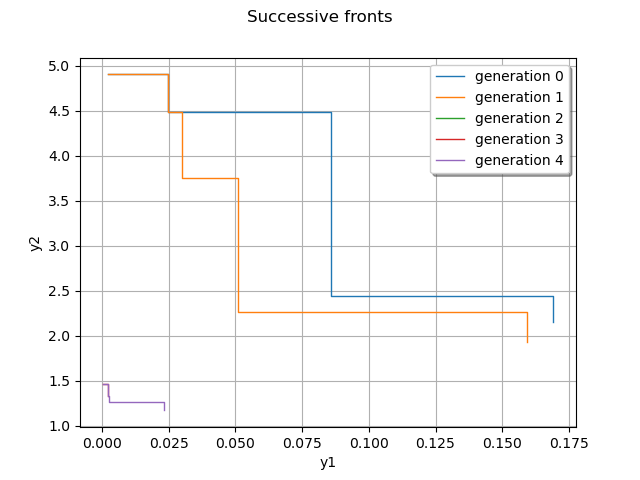 Successive fronts
generation 0
generation 1
generation 2
generation 3
generation 4
5.0
4.5
4.0
3.5
3.0
2.5
2.0
1.5
1.0
y2
0.000 0.025 0.050 0.075 0.100 0.125 0.150 0.175
y1